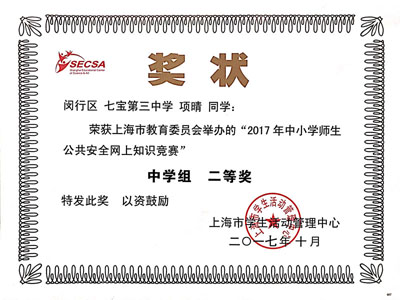 SECSA
奖状
闵行区 七宝第三中学 项晴 同学：
荣获上海市教育委员会举办的“2017年中小学师生
公共安全网上知识竞赛”
中学组 二等奖
特发此奖 以资鼓励
上海市学生活动管理中心
二〇一七年十月